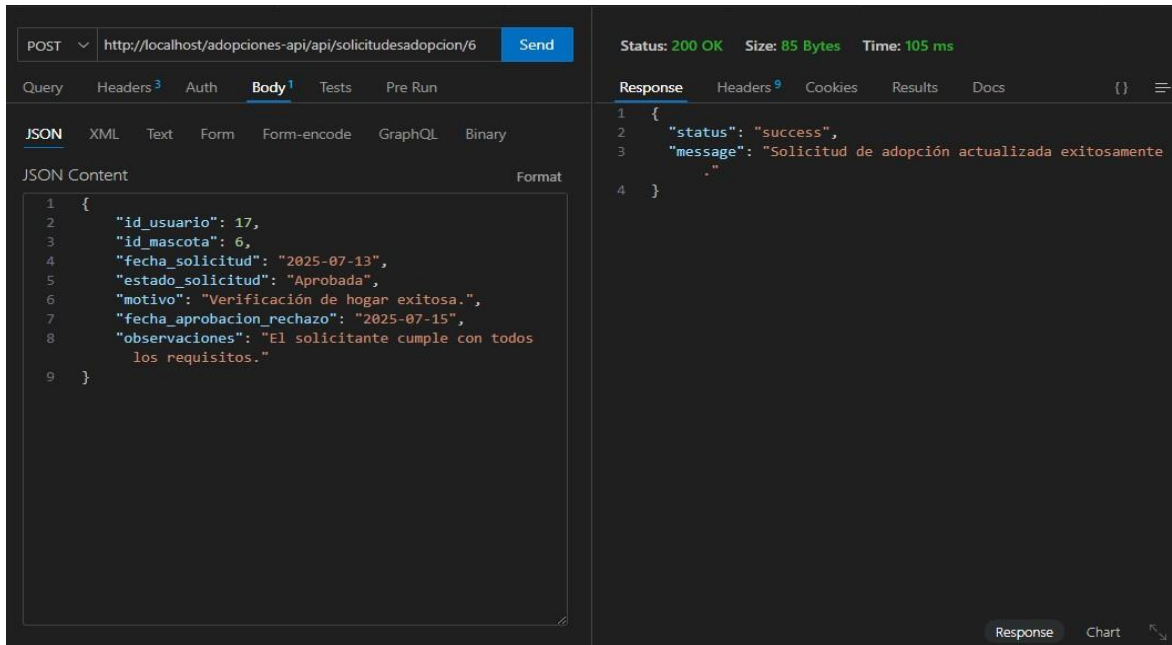 POST http://localhost/adopciones-api/api/solicitudesadopcion/6 Send
Query Headers 3 Auth Body 1 Tests Pre Run
JSON XML Text Form Form-encode GraphQL Binary
JSON Content Format
1 {
2 "id_usuario": 17,
3 "id_mascota": 6,
4 "fecha_solicitud": "2025-07-13",
5 "estado_solicitud": "Aprobada",
6 "motivo": "Verificación de hogar exitosa.",
7 "fecha_aprobacion_rechazo": "2025-07-15",
8 "observaciones": "El solicitante cumple con todos
los requisitos."
9 }
Status: 200 OK Size: 85 Bytes Time: 105 ms
Response Headers 9 Cookies Results Docs {}
1 {
2 "status": "success",
3 "message": "Solicitud de adopción actualizada exitosamente
."
4 }
Response Chart